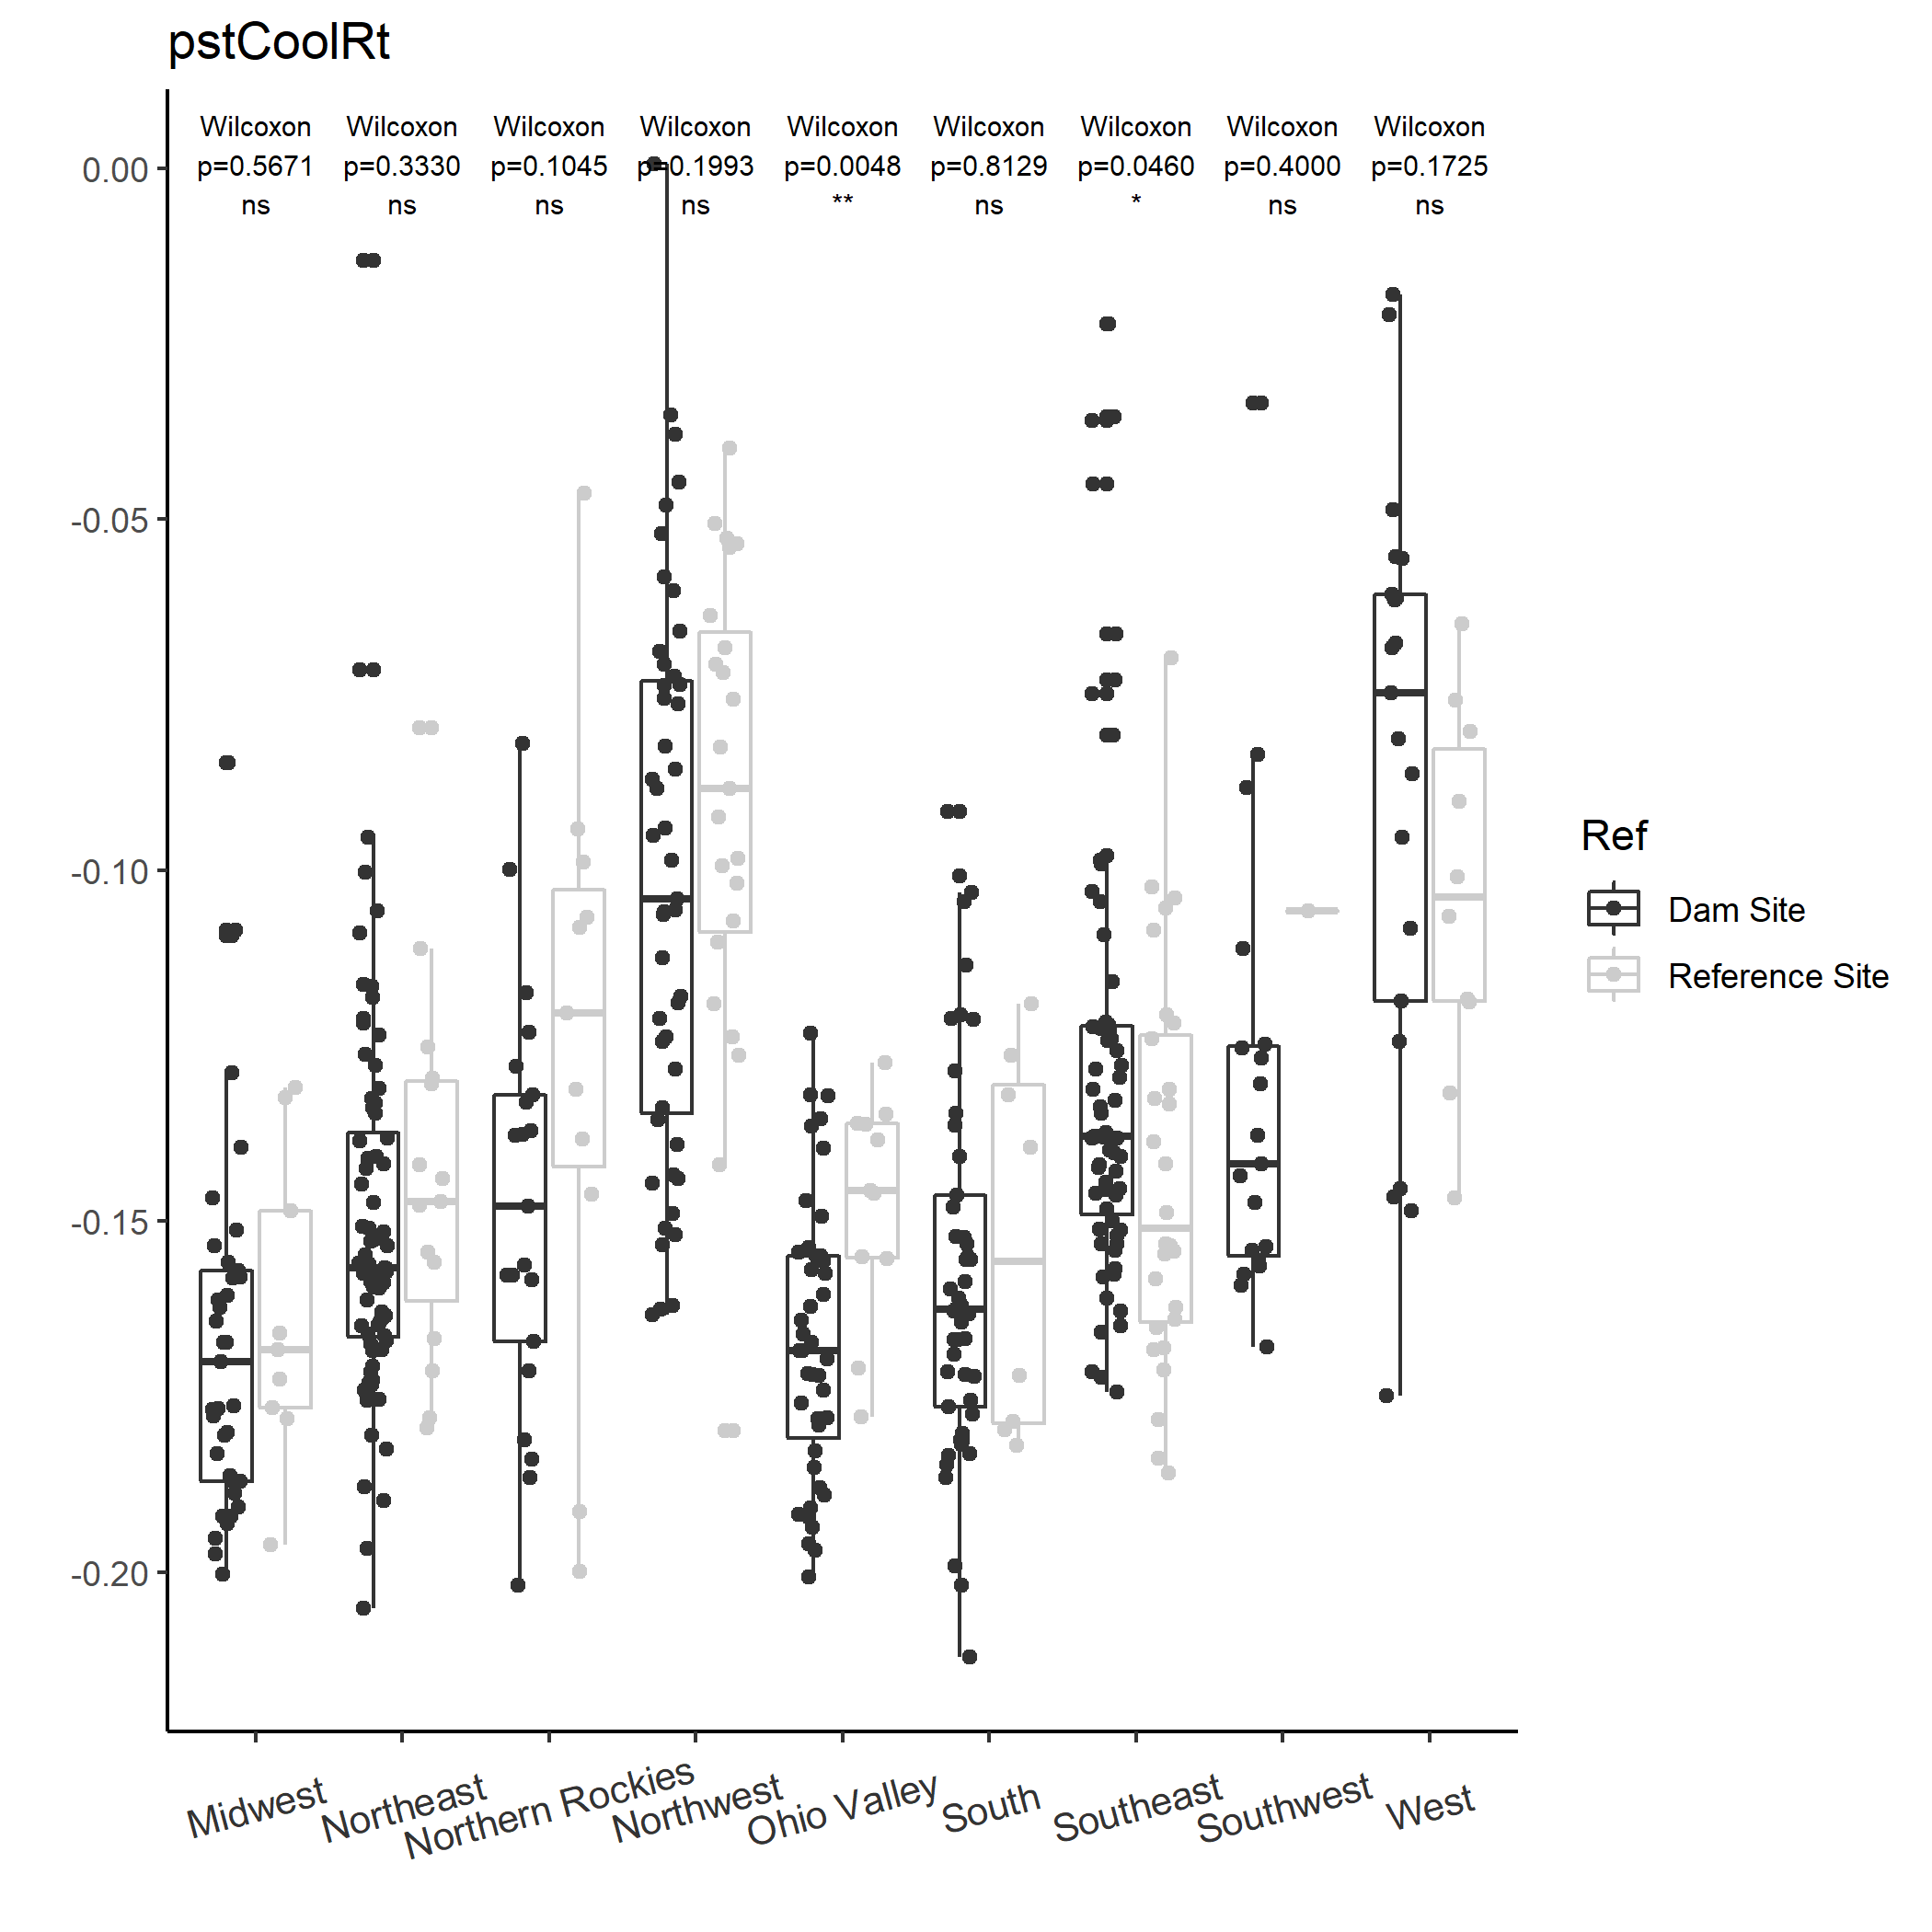 pstCoolRt
Wilcoxon Wilcoxon Wilcoxon Wilcoxon Wilcoxon Wilcoxon Wilcoxon Wilcoxon Wilcoxon
p=0.5671 p=0.3330 p=0.1045 p=0.1993 p=0.0048 p=0.8129 p=0.0460 p=0.4000 p=0.1725
ns ns ns ns ** ns * ns ns
0.00
-0.05
-0.10
-0.15
-0.20
Ref
Dam Site
Reference Site
Midwest Northeast Northern Rockies Northwest Ohio Valley South Southeast Southwest West